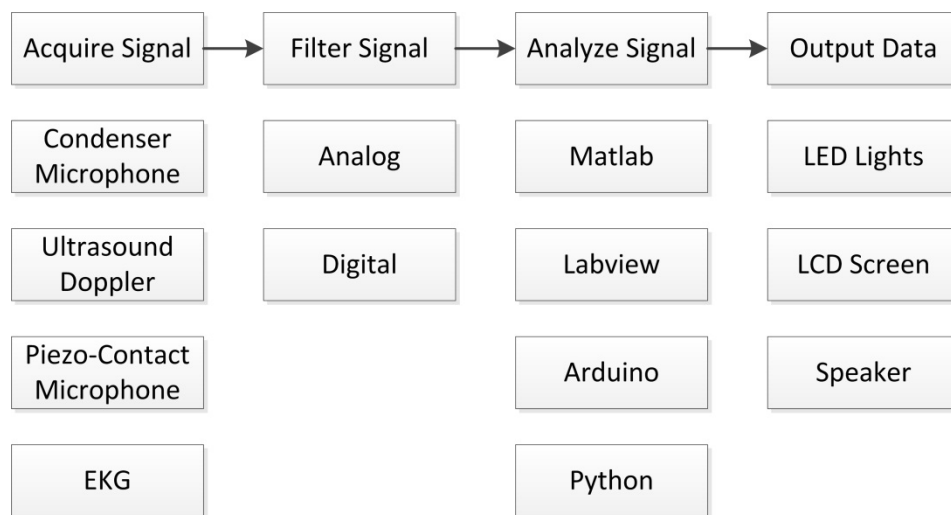 Acquire Signal
Filter Signal
Analyze Signal
Output Data
Condenser
Microphone
Analog
Matlab
LED Lights
Ultrasound
Doppler
Digital
Labview
LCD Screen
Piezo-Contact
Microphone
Arduino
Speaker
EKG
Python